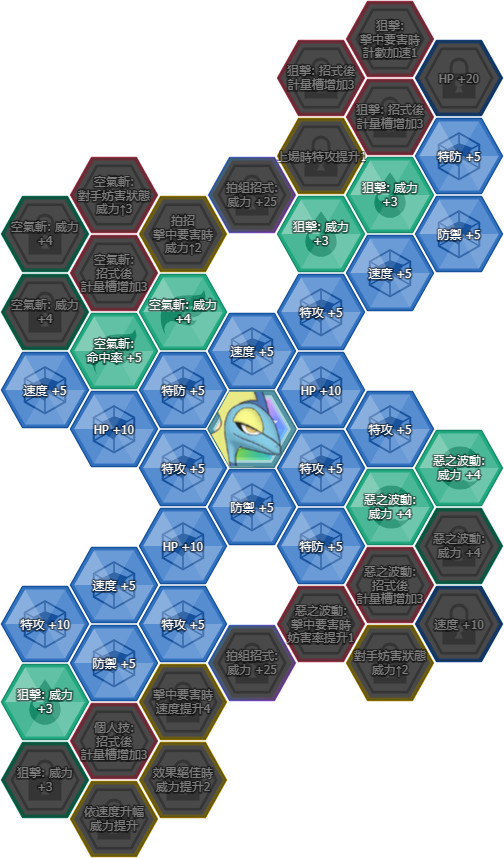 狙擊:
擊中要害時
計數加速1
狙擊: 招式後
計量槽增加3
HP +20
狙擊: 招式後
計量槽增加3
上場時特攻提升1
特防 +5
空氣斬:
對手妨害狀態
威力↑3
拍組招式:
威力 +25
狙擊: 威力
+3
空氣斬: 威力
+4
拍招
擊中要害時
威力↑2
狙擊: 威力
+3
防禦 +5
空氣斬:
招式後
計量槽增加3
速度 +5
空氣斬: 威力
+4
空氣斬: 威力
+4
特攻 +5
空氣斬:
命中率 +5
速度 +5
速度 +5
特防 +5
HP +10
HP +10
特攻 +5
特攻 +5
特攻 +5
惡之波動:
威力 +4
防禦 +5
惡之波動:
威力 +4
HP +10
特防 +5
惡之波動:
威力 +4
速度 +5
惡之波動:
招式後
計量槽增加3
特攻 +10
特攻 +5
惡之波動:
擊中要害時
妨害率提升1
速度 +10
防禦 +5
拍組招式:
威力 +25
對手妨害狀態
威力↑2
狙擊: 威力
+3
擊中要害時
速度提升4
個人技:
招式後
計量槽增加3
狙擊: 威力
+3
效果絕佳時
威力提升2
依速度升幅
威力提升